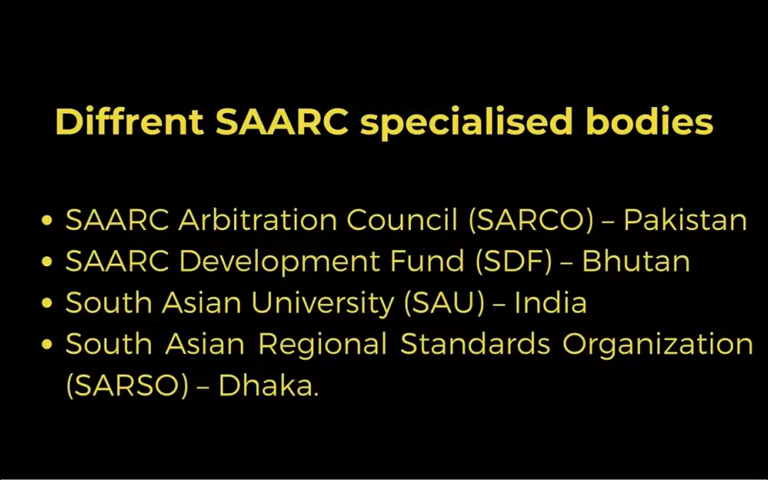 Diffrent SAARC specialised bodies
• SAARC Arbitration Council (SARCO) – Pakistan
• SAARC Development Fund (SDF) – Bhutan
• South Asian University (SAU) – India
• South Asian Regional Standards Organization
(SARSO) – Dhaka.